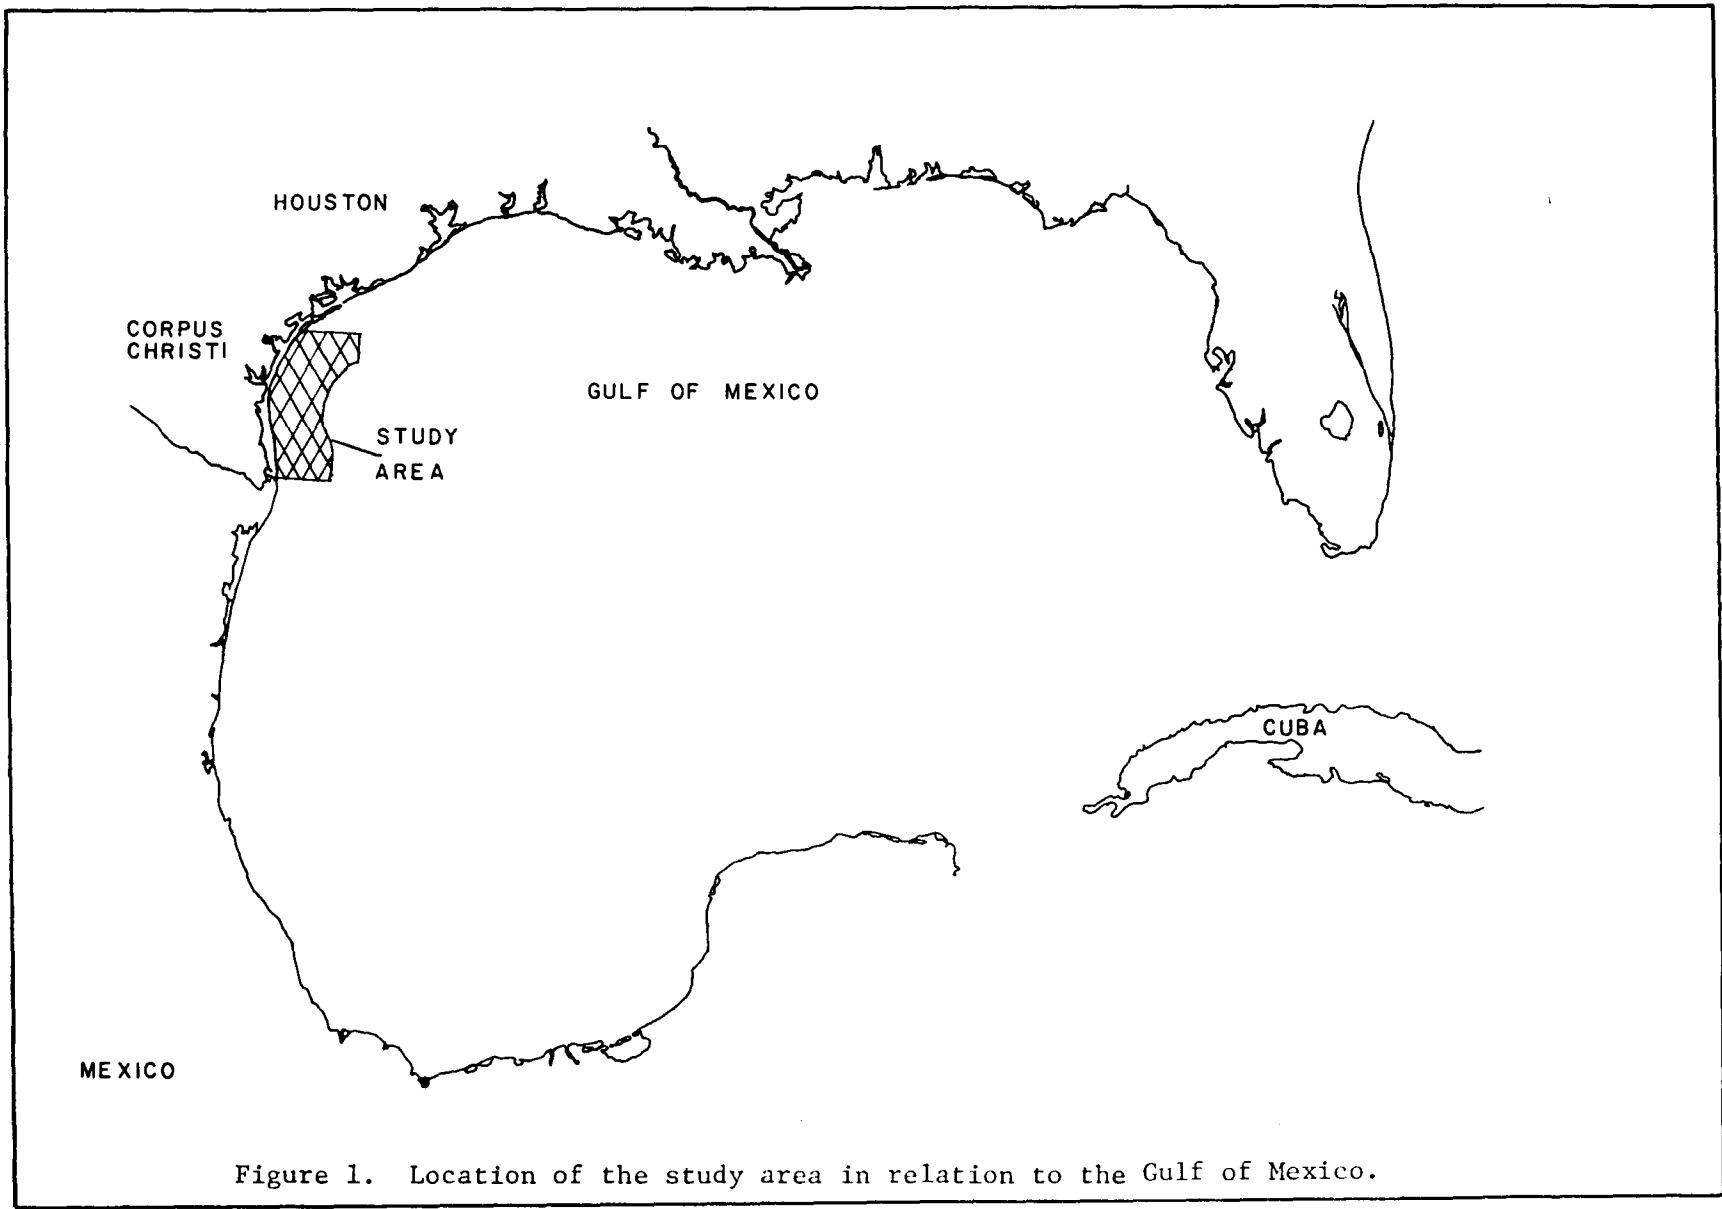 HOUSTON
CORPUS
CHRISTI
GULF OF MEXICO
STUDY
AREA
CUBA
MEXICO
Figure 1. Location of the study area in relation to the Gulf of Mexico.